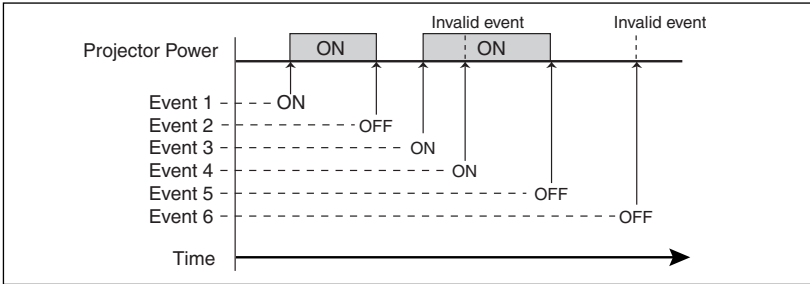 Invalid event Invalid event
Projector Power ON ON
Event 1 ON
Event 2 OFF
Event 3 ON
Event 4 ON
Event 5 OFF
Event 6 OFF
Time